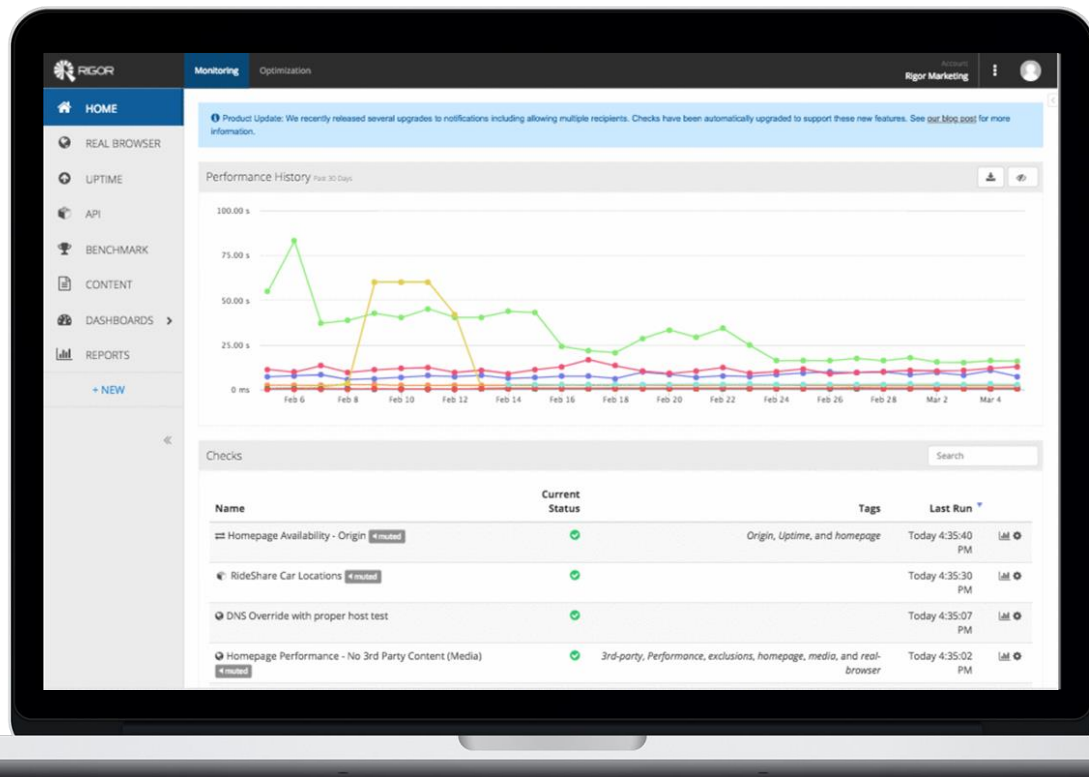 RIGOR
Monitoring
Optimization
Account
Rigor Marketing
HOME
REAL BROWSER
UPTIME
API
BENCHMARK
CONTENT
DASHBOARDS
REPORTS
+ NEW
Product Update: We recently released several upgrades to notifications including allowing multiple recipients. Checks have been automatically upgraded to support these new features. See our blog post for more
information.
Performance History Past 30 Days
100.00 s
75.00 s
50.00 s
25.00 s
0 ms
Feb 6 Feb 8 Feb 10 Feb 12 Feb 14 Feb 16 Feb 18 Feb 20 Feb 22 Feb 24 Feb 26 Feb 28 Mar 2 Mar 4
Checks
Search
Current
Name Status Tags Last Run
Homepage Availability - Origin muted Origin, Uptime, and homepage Today 4:35:40
PM
RideShare Car Locations muted Today 4:35:30
PM
DNS Override with proper host test Today 4:35:07
PM
Homepage Performance - No 3rd Party Content (Media) 3rd-party, Performance, exclusions, homepage, media, and real- Today 4:35:02
muted browser PM